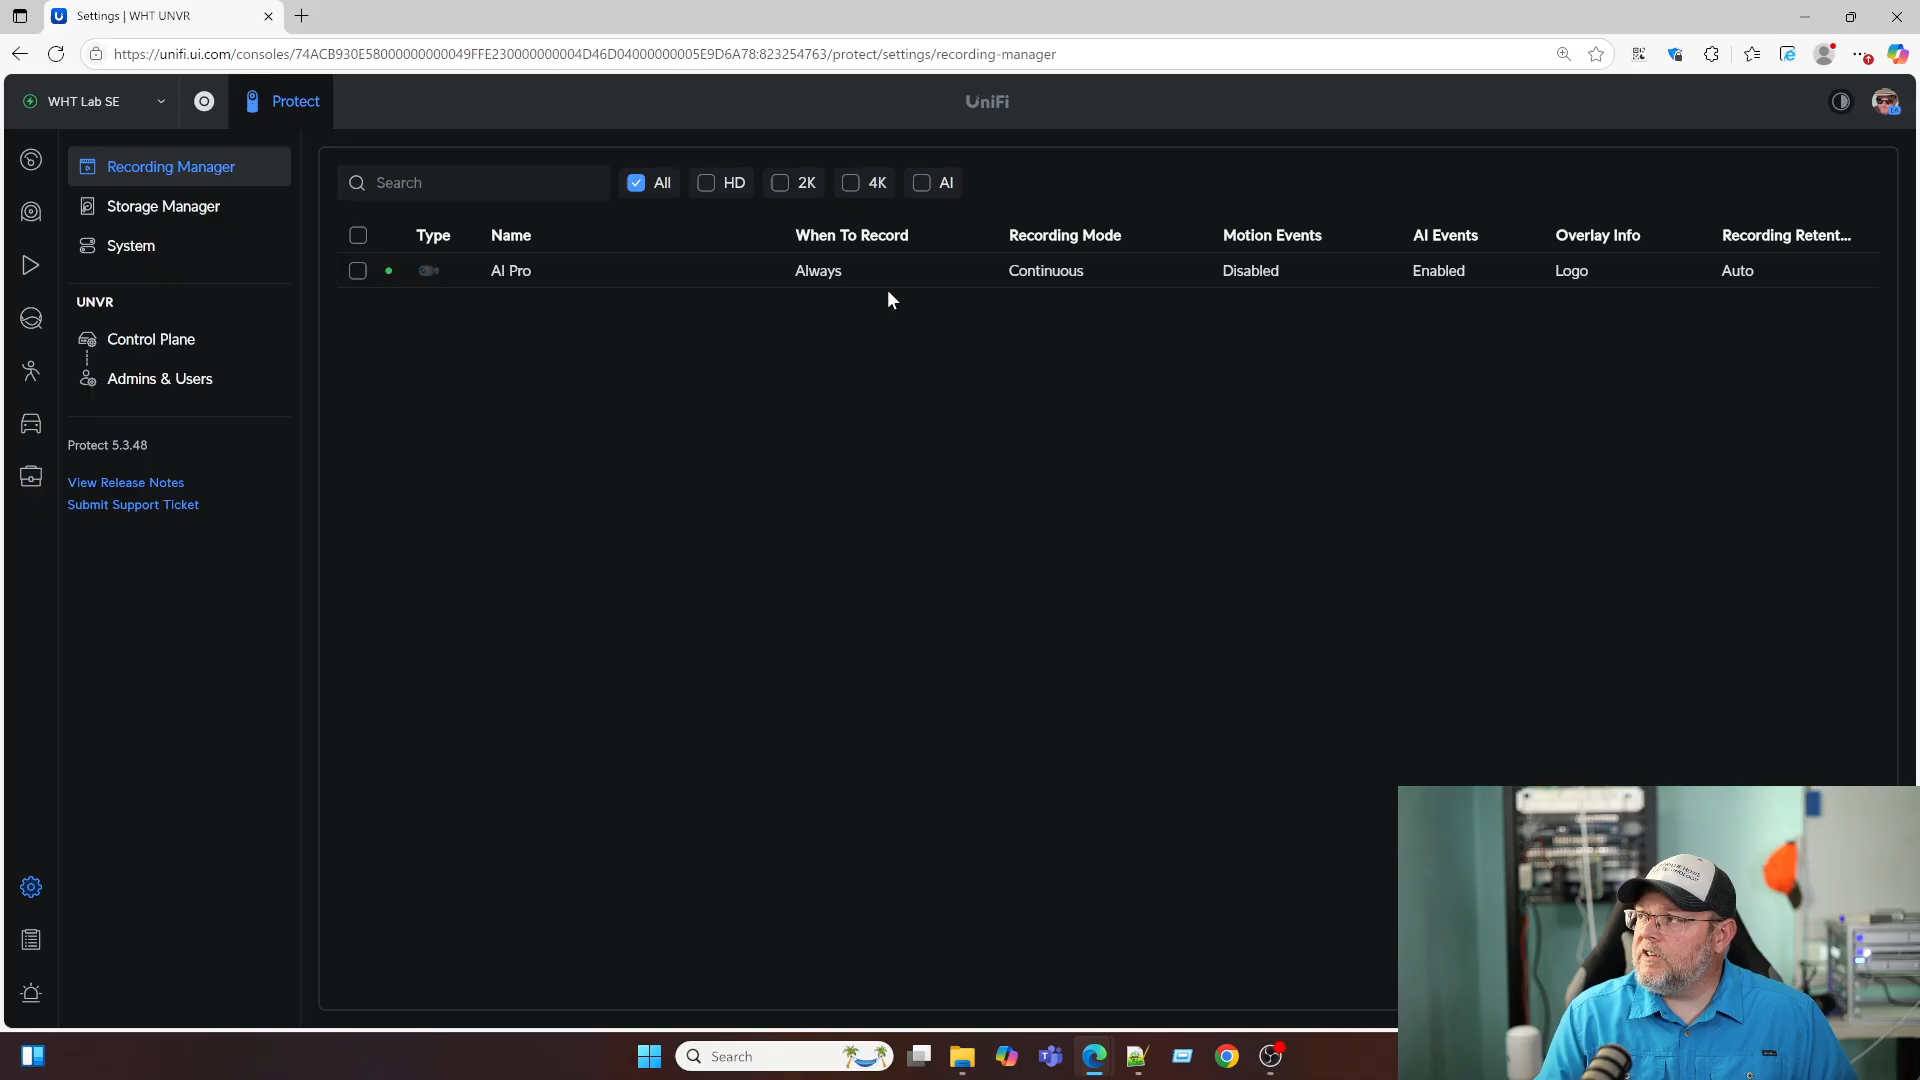 Settings | WHT UNVR
https://unifi.ui.com/consoles/74ACB930E58000000000049FFE230000000004D46D04000000005E9D6A78:823254763/protect/settings/recording-manager
WHT Lab SE
Protect
UniFi
EA
Recording Manager
Storage Manager
System
UNVR
Control Plane
Admins & Users
Protect 5.3.48
View Release Notes
Submit Support Ticket
Search
All
HD
2K
4K
AI
Type Name When To Record Recording Mode Motion Events AI Events Overlay Info Recording Retent...
AI Pro Always Continuous Disabled Enabled Logo Auto
Search